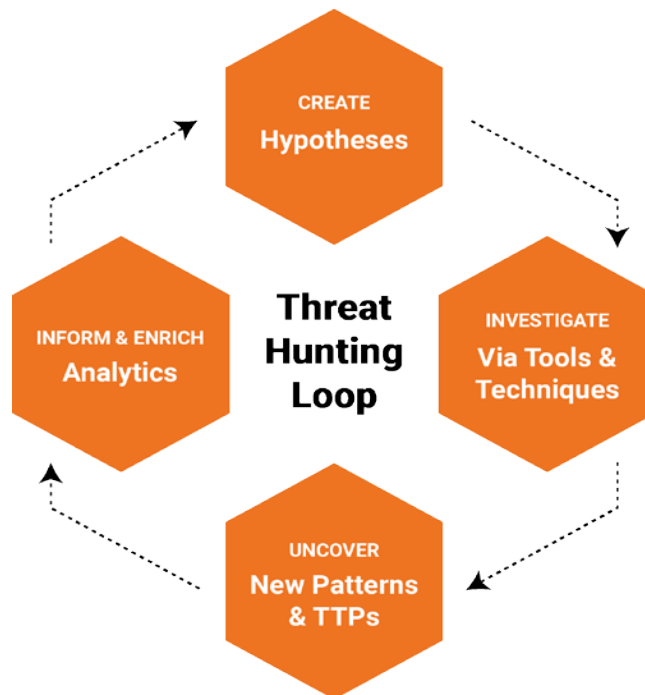 CREATE
Hypotheses
INVESTIGATE
Via Tools &
Techniques
UNCOVER
New Patterns
& TTPs
INFORM & ENRICH
Analytics
Threat
Hunting
Loop